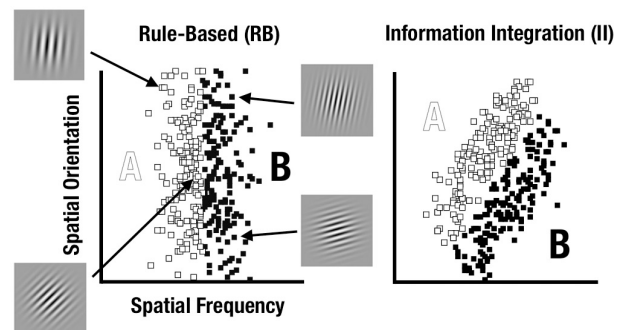 Rule-Based (RB)
Information Integration (II)
Spatial Orientation
A
B
A
B
Spatial Frequency